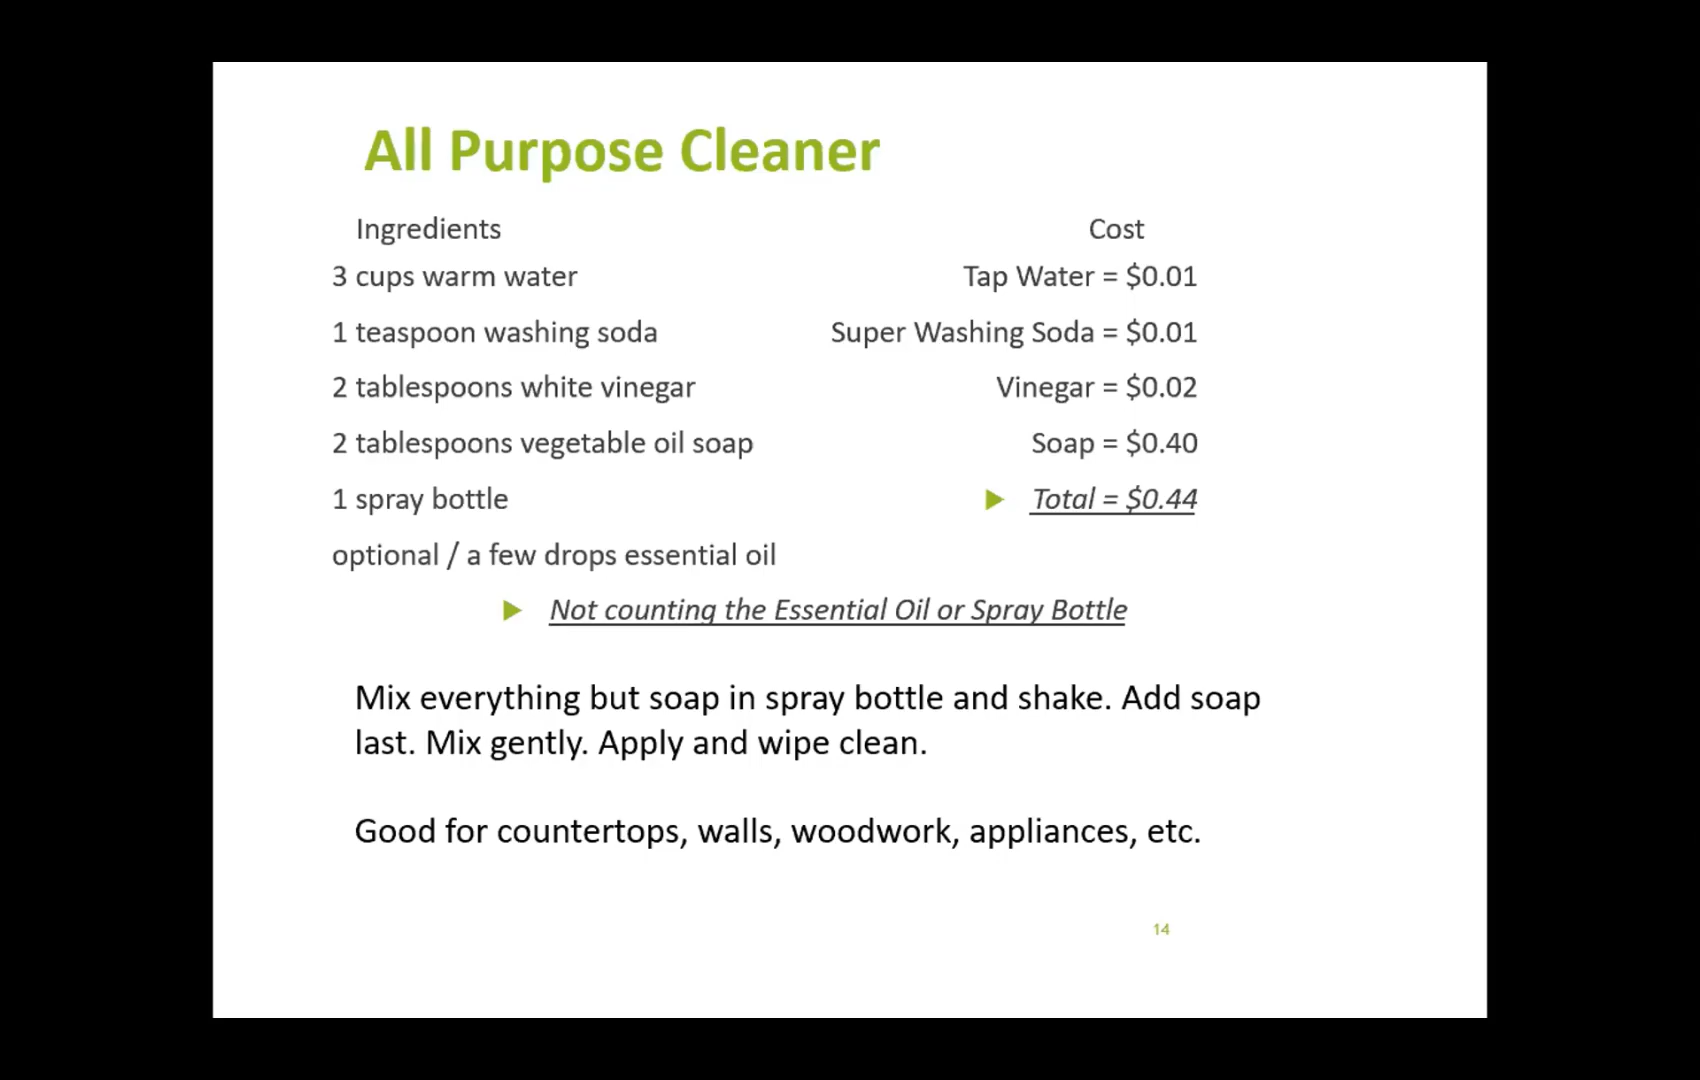 All Purpose Cleaner
Ingredients Cost
3 cups warm water Tap Water = $0.01
1 teaspoon washing soda Super Washing Soda = $0.01
2 tablespoons white vinegar Vinegar = $0.02
2 tablespoons vegetable oil soap Soap = $0.40
1 spray bottle Total = $0.44
optional / a few drops essential oil
Not counting the Essential Oil or Spray Bottle
Mix everything but soap in spray bottle and shake. Add soap
last. Mix gently. Apply and wipe clean.
Good for countertops, walls, woodwork, appliances, etc.
14